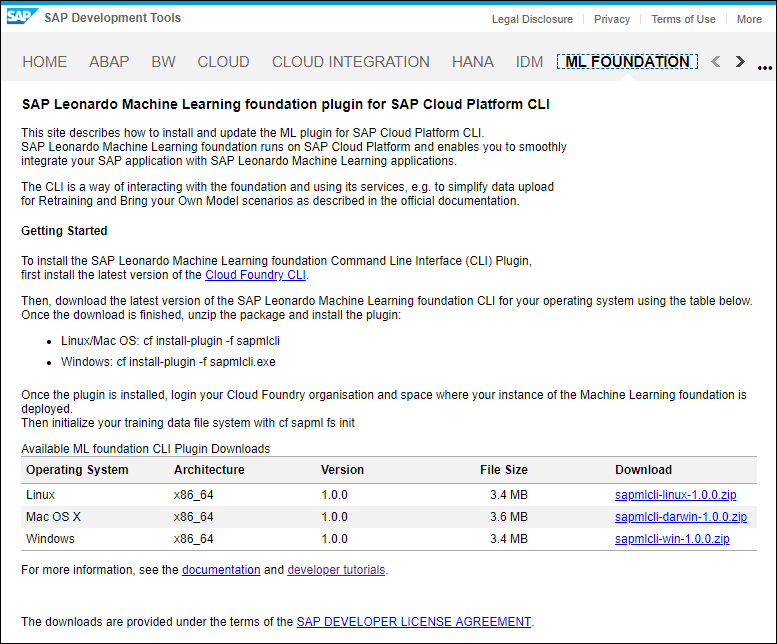 SAP SAP Development Tools
Legal Disclosure Privacy Terms of Use More
HOME ABAP BW CLOUD CLOUD INTEGRATION HANA IDM ML FOUNDATION < > ...
SAP Leonardo Machine Learning foundation plugin for SAP Cloud Platform CLI
This site describes how to install and update the ML plugin for SAP Cloud Platform CLI.
SAP Leonardo Machine Learning foundation runs on SAP Cloud Platform and enables you to smoothly
integrate your SAP application with SAP Leonardo Machine Learning applications.
The CLI is a way of interacting with the foundation and using its services, e.g. to simplify data upload
for Retraining and Bring your Own Model scenarios as described in the official documentation.
Getting Started
To install the SAP Leonardo Machine Learning foundation Command Line Interface (CLI) Plugin,
first install the latest version of the Cloud Foundry CLI.
Then, download the latest version of the SAP Leonardo Machine Learning foundation CLI for your operating system using the table below.
Once the download is finished, unzip the package and install the plugin:
• Linux/Mac OS: cf install-plugin -f sapmlcli
• Windows: cf install-plugin -f sapmlcli.exe
Once the plugin is installed, login your Cloud Foundry organisation and space where your instance of the Machine Learning foundation is
deployed.
Then initialize your training data file system with cf sapml fs init
Available ML foundation CLI Plugin Downloads
Operating System Architecture Version File Size Download
Linux x86_64 1.0.0 3.4 MB sapmlcli-linux-1.0.0.zip
Mac OS X x86_64 1.0.0 3.6 MB sapmlcli-darwin-1.0.0.zip
Windows x86_64 1.0.0 3.4 MB sapmlcli-win-1.0.0.zip
For more information, see the documentation and developer tutorials.
The downloads are provided under the terms of the SAP DEVELOPER LICENSE AGREEMENT.